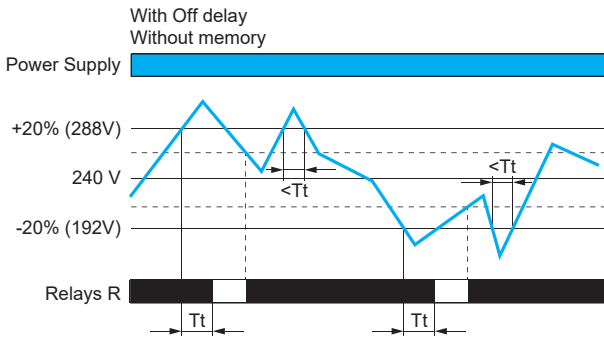 With Off delay
Without memory
Power Supply
+20% (288V)
<Tt
240 V
<Tt
-20% (192V)
Relays R
Tt
Tt